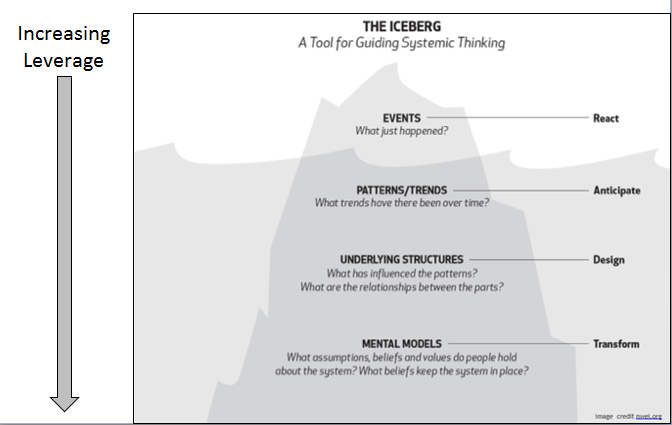 Increasing
Leverage
THE ICEBERG
A Tool for Guiding Systemic Thinking
EVENTS React
What just happened?
PATTERNS/TRENDS Anticipate
What trends have there been over time?
UNDERLYING STRUCTURES Design
What has influenced the patterns?
What are the relationships between the parts?
MENTAL MODELS Transform
What assumptions, beliefs and values do people hold
about the system? What beliefs keep the system in place?
image credit nwei.org